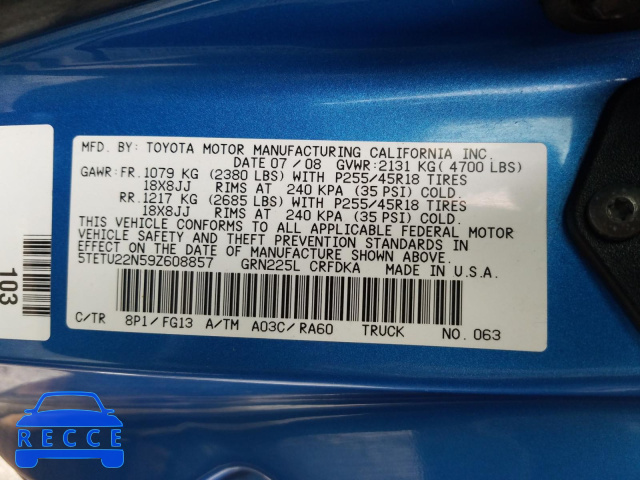 MFD. BY: TOYOTA MOTOR MANUFACTURING CALIFORNIA INC.
DATE 07/08 GVWR:2131 KG(4700 LBS)
GAWR:FR.1079 KG (2380 LBS) WITH P255/45R18 TIRES
18X8JJ RIMS AT 240 KPA (35 PSI) COLD.
RR.1217 KG (2685 LBS) WITH P255/45R18 TIRES
18X8JJ RIMS AT 240 KPA (35 PSI) COLD.
THIS VEHICLE CONFORMS TO ALL APPLICABLE FEDERAL MOTOR
VEHICLE SAFETY AND THEFT PREVENTION STANDARDS IN
EFFECT ON THE DATE OF MANUFACTURE SHOWN ABOVE.
5TETU22N59Z608857 GRN225L CRFDKA MADE IN U.S.A.
C/TR 8P1/FG13 A/TM A03C/RA60 TRUCK NO. 063
103
RECCE